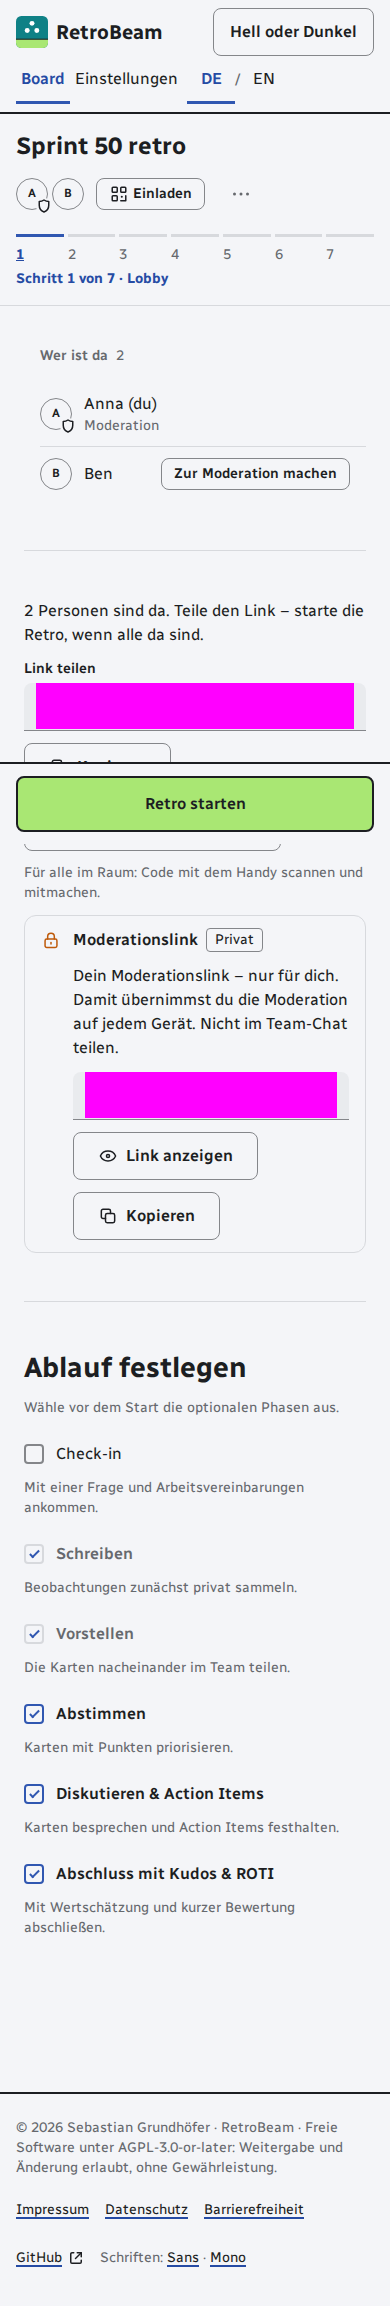 RetroBeam
Hell oder Dunkel
Board Einstellungen DE / EN
Sprint 50 retro
A B Einladen ···
1 2 3 4 5 6 7
Schritt 1 von 7 · Lobby
Wer ist da 2
A Anna (du)
Moderation
B Ben Zur Moderation machen
2 Personen sind da. Teile den Link – starte die
Retro, wenn alle da sind.
Link teilen
Retro starten
Für alle im Raum: Code mit dem Handy scannen und
mitmachen.
Moderationslink Privat
Dein Moderationslink – nur für dich.
Damit übernimmst du die Moderation
auf jedem Gerät. Nicht im Team-Chat
teilen.
Link anzeigen
Kopieren
Ablauf festlegen
Wähle vor dem Start die optionalen Phasen aus.
Check-in
Mit einer Frage und Arbeitsvereinbarungen
ankommen.
Schreiben
Beobachtungen zunächst privat sammeln.
Vorstellen
Die Karten nacheinander im Team teilen.
Abstimmen
Karten mit Punkten priorisieren.
Diskutieren & Action Items
Karten besprechen und Action Items festhalten.
Abschluss mit Kudos & ROTI
Mit Wertschätzung und kurzer Bewertung
abschließen.
© 2026 Sebastian Grundhöfer · RetroBeam · Freie
Software unter AGPL-3.0-or-later: Weitergabe und
Änderung erlaubt, ohne Gewährleistung.
Impressum Datenschutz Barrierefreiheit
GitHub Schriften: Sans · Mono